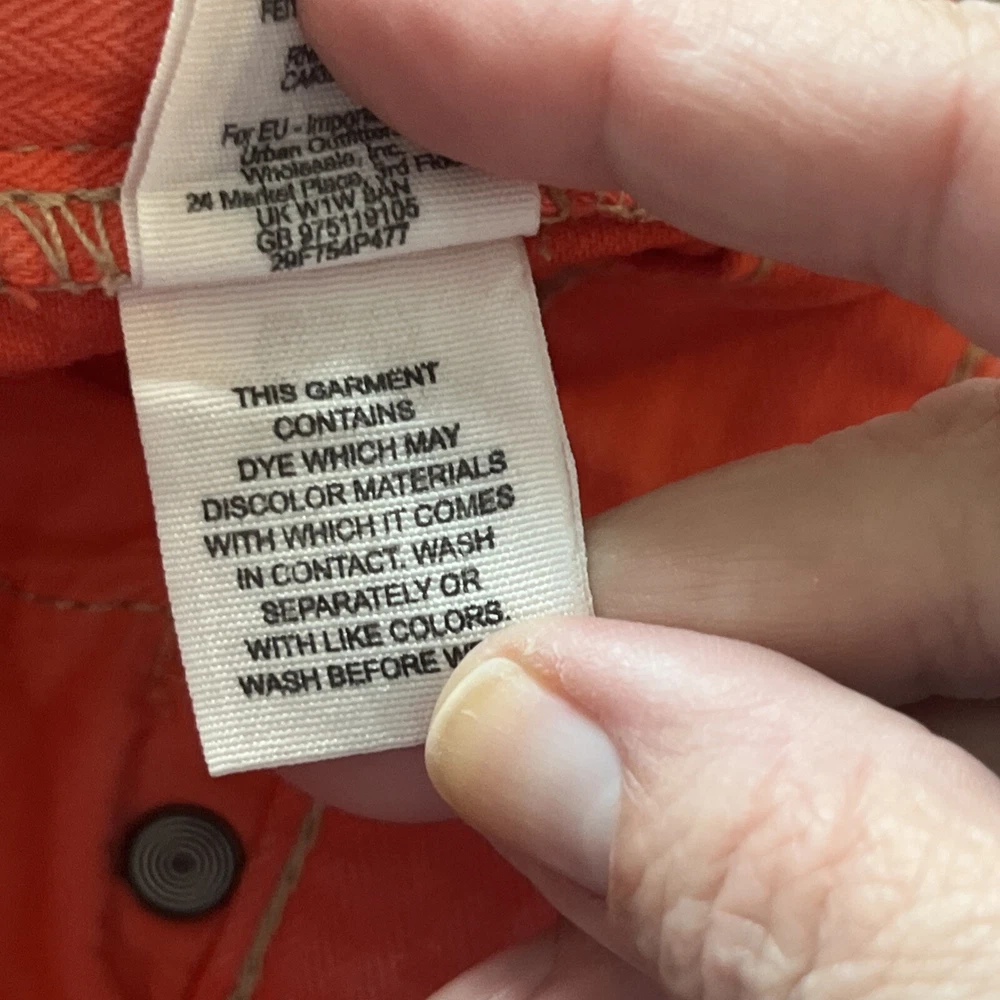 For EU - Importe
Urban Outfitters
Wholesale, Inc.
24 Market Place, 3rd Floo
UK W1W 8AN
GB 975119105
29F754P477
THIS GARMENT
CONTAINS
DYE WHICH MAY
DISCOLOR MATERIALS
WITH WHICH IT COMES
IN CONTACT. WASH
SEPARATELY OR
WITH LIKE COLORS.
WASH BEFORE